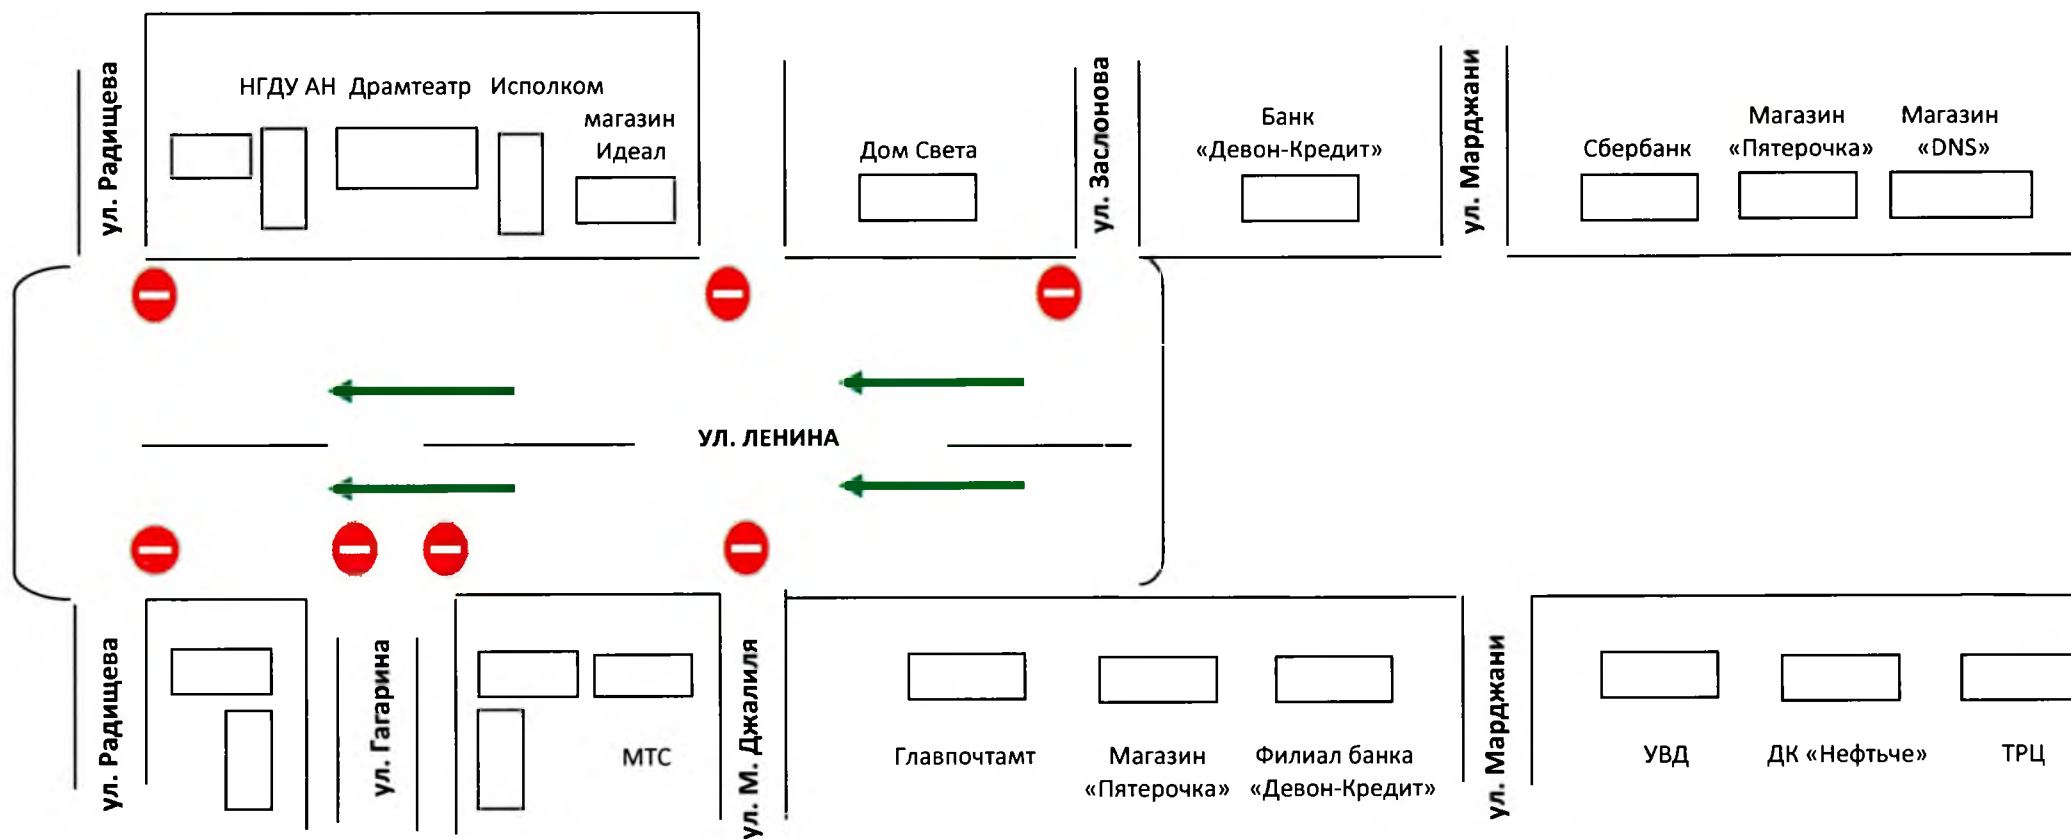 ул. Радищева
НГДУ АН
Драмтеатр
Исполком
магазин
Идеал
Дом Света
ул. Заслонова
Банк
«Девон-Кредит»
ул. Марджани
Сбербанк
Магазин
«Пятерочка»
Магазин
«DNS»
УЛ. ЛЕНИНА
ул. Радищева
ул. Гагарина
МТС
ул. М. Джалиля
Главпочтамт
Магазин
«Пятерочка»
Филиал банка
«Девон-Кредит»
ул. Марджани
УВД
ДК «Нефтьче»
ТРЦ